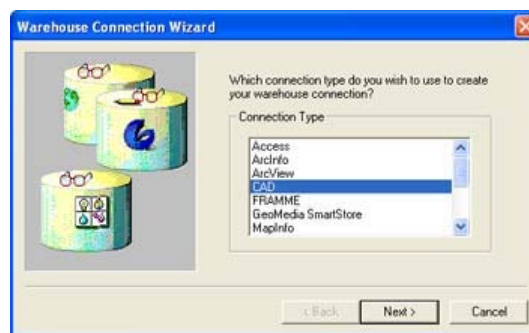 Warehouse Connection Wizard
Which connection type do you wish to use to create
your warehouse connection?
Connection Type
Access
ArcInfo
ArcView
CAD
FRAMME
GeoMedia SmartStore
MapInfo
< Back
Next >
Cancel